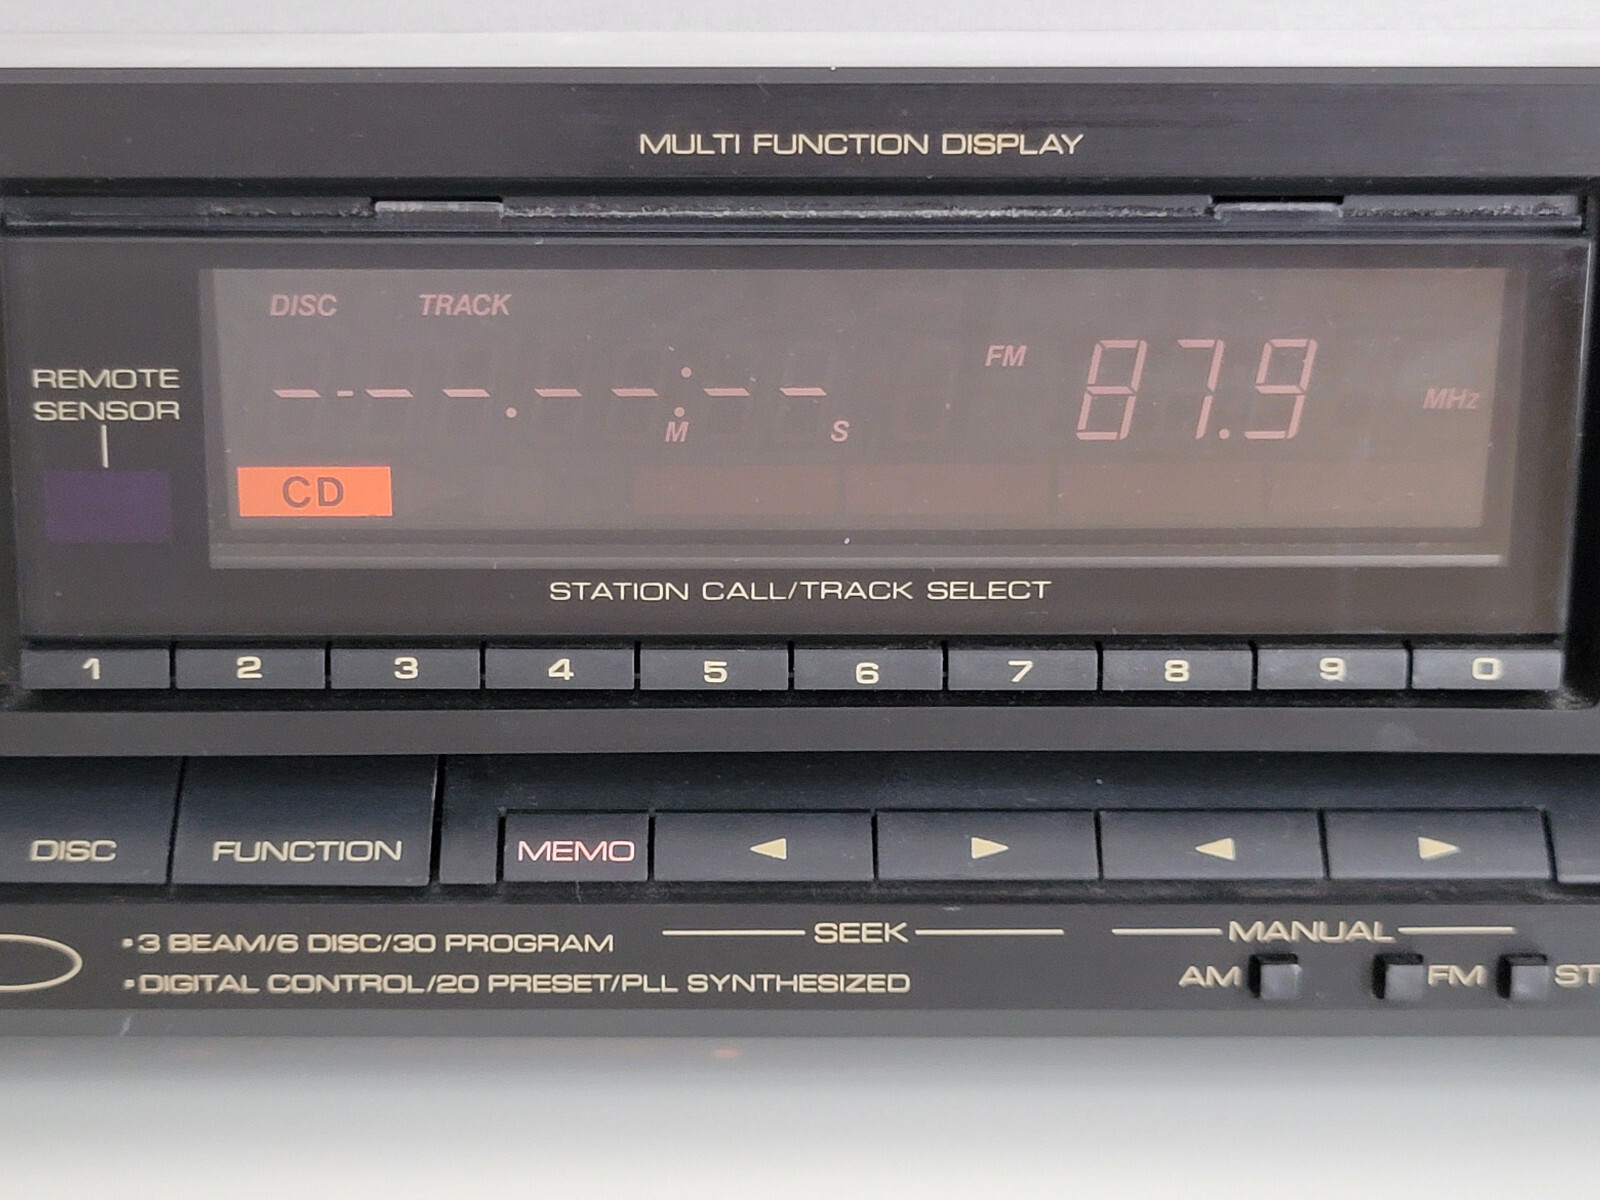 MULTI FUNCTION DISPLAY
DISC TRACK
FM 87.9 MHz
REMOTE
SENSOR
--- . -- : --
M S
CD
STATION CALL/TRACK SELECT
1 2 3 4 5 6 7 8 9 0
DISC FUNCTION MEMO
SEEK MANUAL
•3 BEAM/6 DISC/30 PROGRAM
•DIGITAL CONTROL/20 PRESET/PLL SYNTHESIZED
AM FM ST